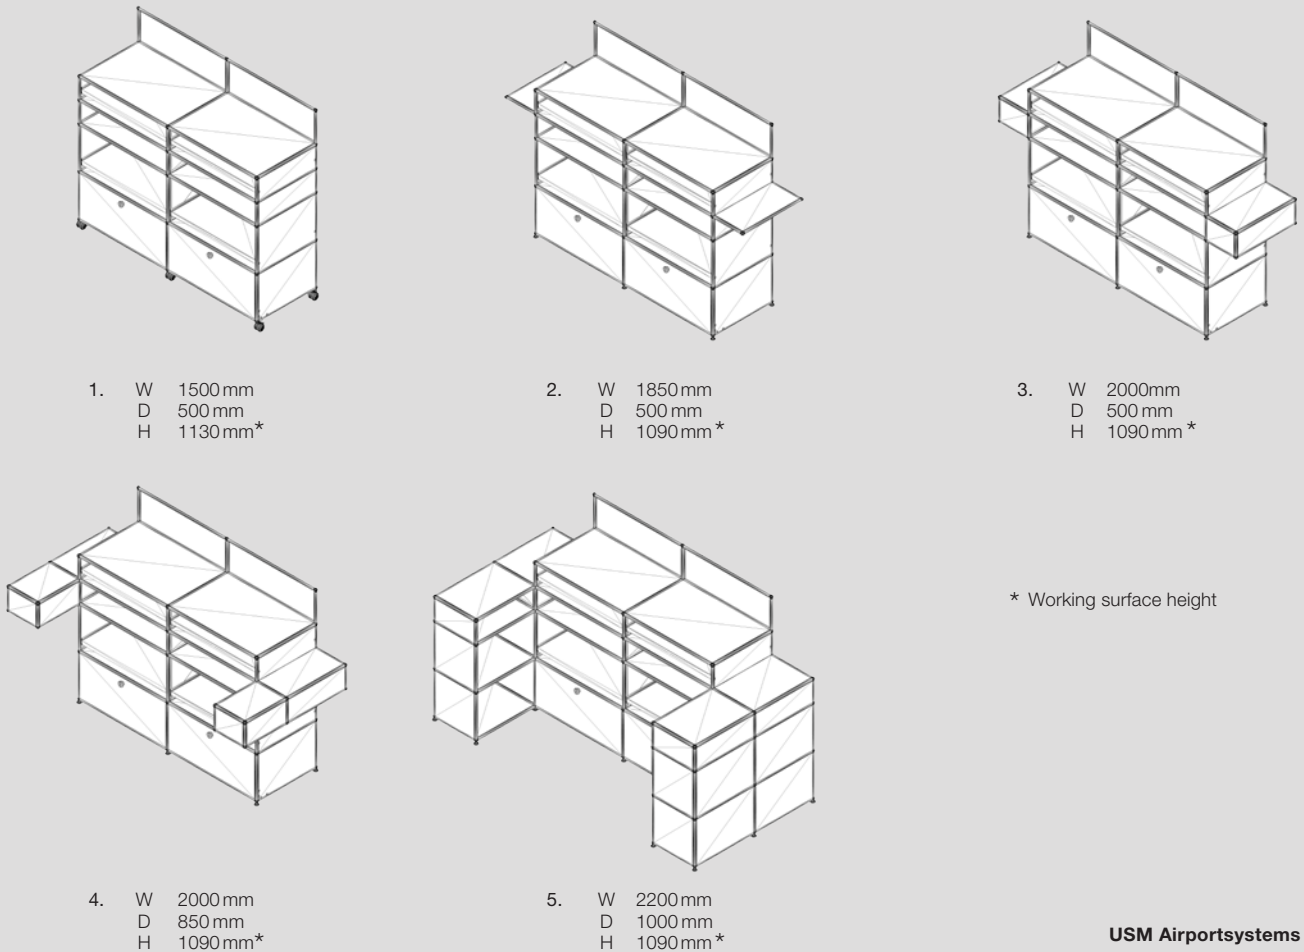 1. W 1500 mm
D 500 mm
H 1130 mm*
2. W 1850 mm
D 500 mm
H 1090 mm*
3. W 2000mm
D 500 mm
H 1090 mm*
* Working surface height
4. W 2000 mm
D 850 mm
H 1090 mm*
5. W 2200 mm
D 1000 mm
H 1090 mm*
USM Airportsystems